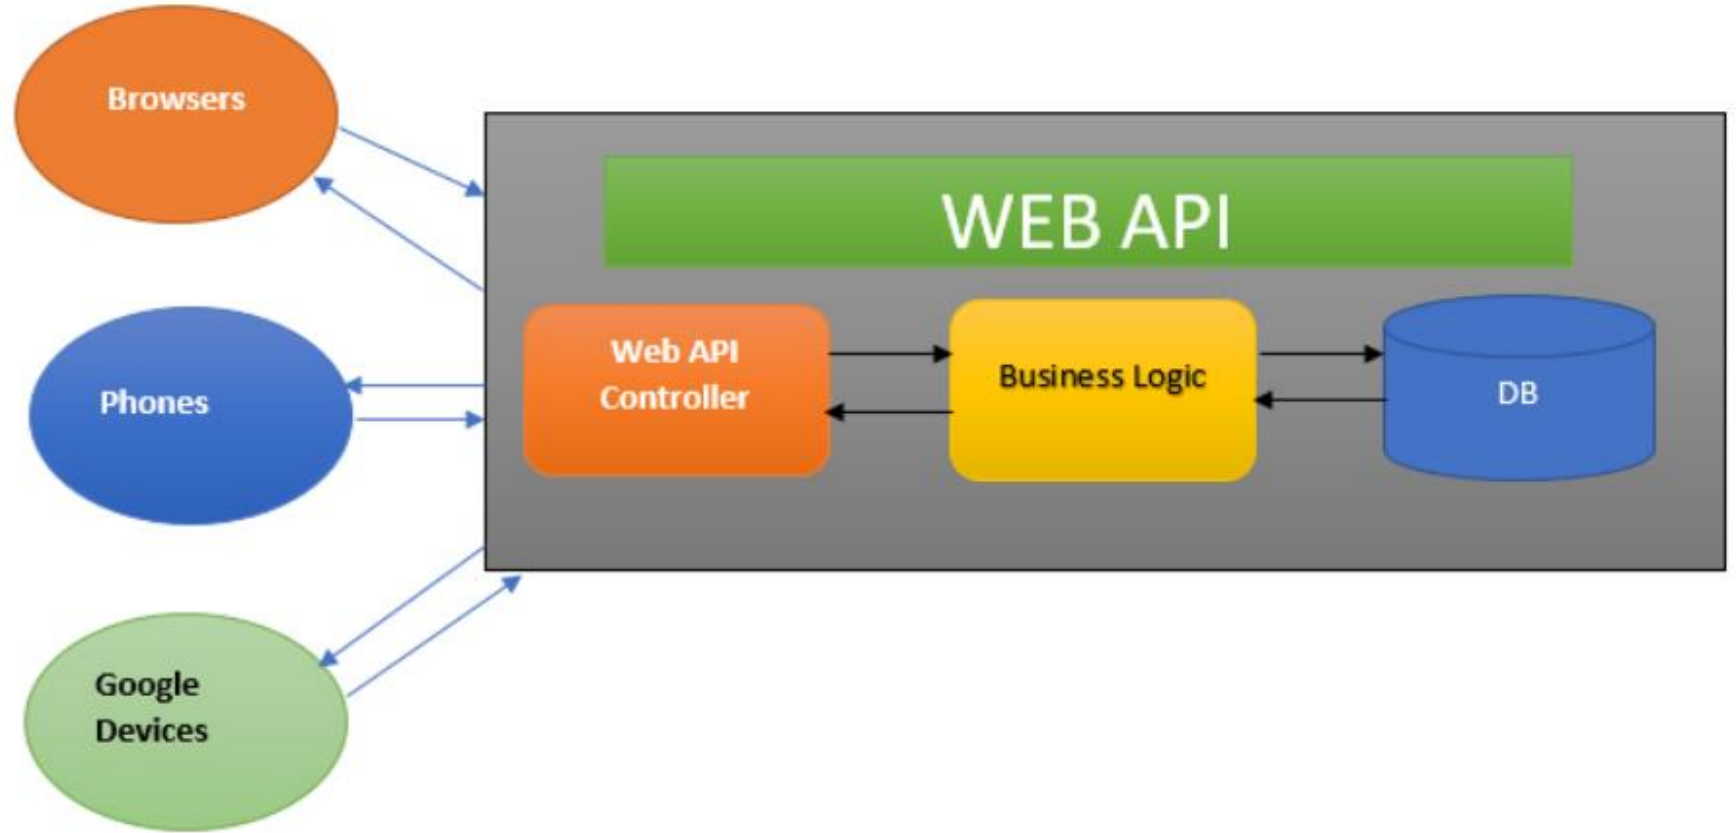 Browsers
WEB API
Web API
Controller
Business Logic
DB
Phones
Google
Devices